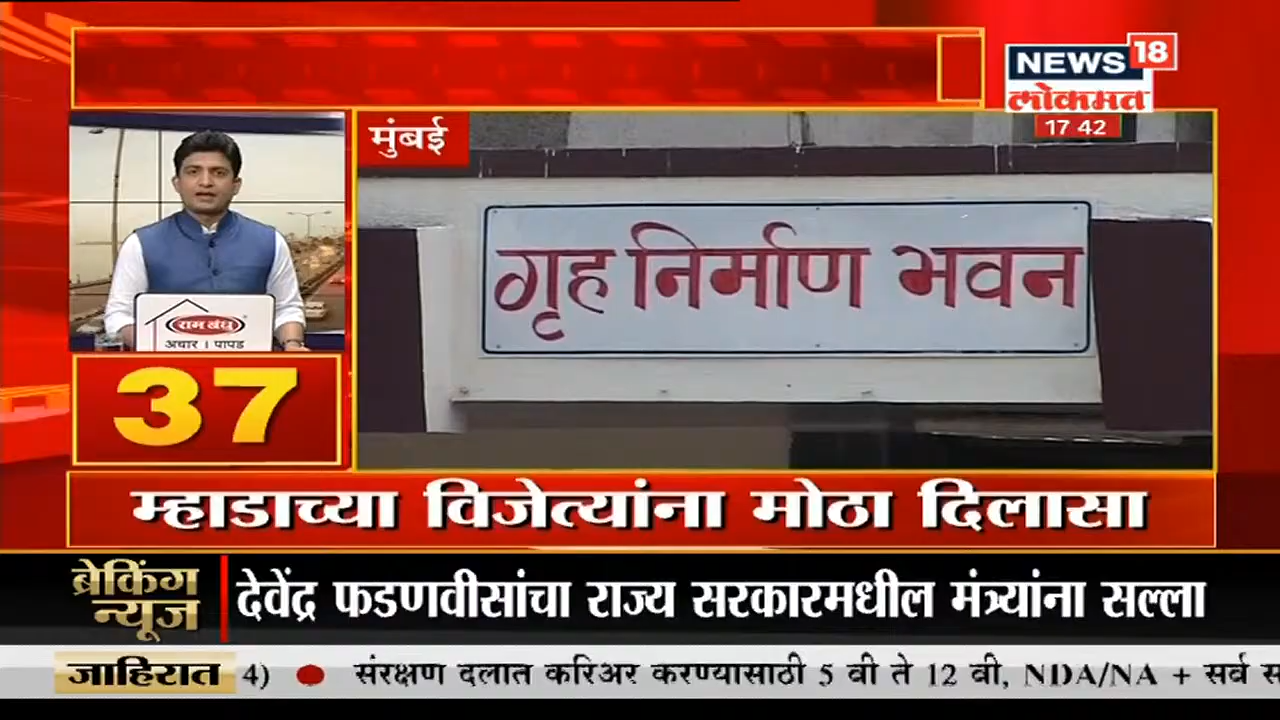 NEWS 18
लोकमत
17 42
मुंबई
गृह निर्माण भवन
राम बंधु
अचार । पापड
37
म्हाडाच्या विजेत्यांना मोठा दिलासा
ब्रेकिंग न्यूज
देवेंद्र फडणवीसांचा राज्य सरकारमधील मंत्र्यांना सल्ला
जाहिरात 4) ● संरक्षण दलात करिअर करण्यासाठी 5 वी ते 12 वी, NDA/NA + सर्व